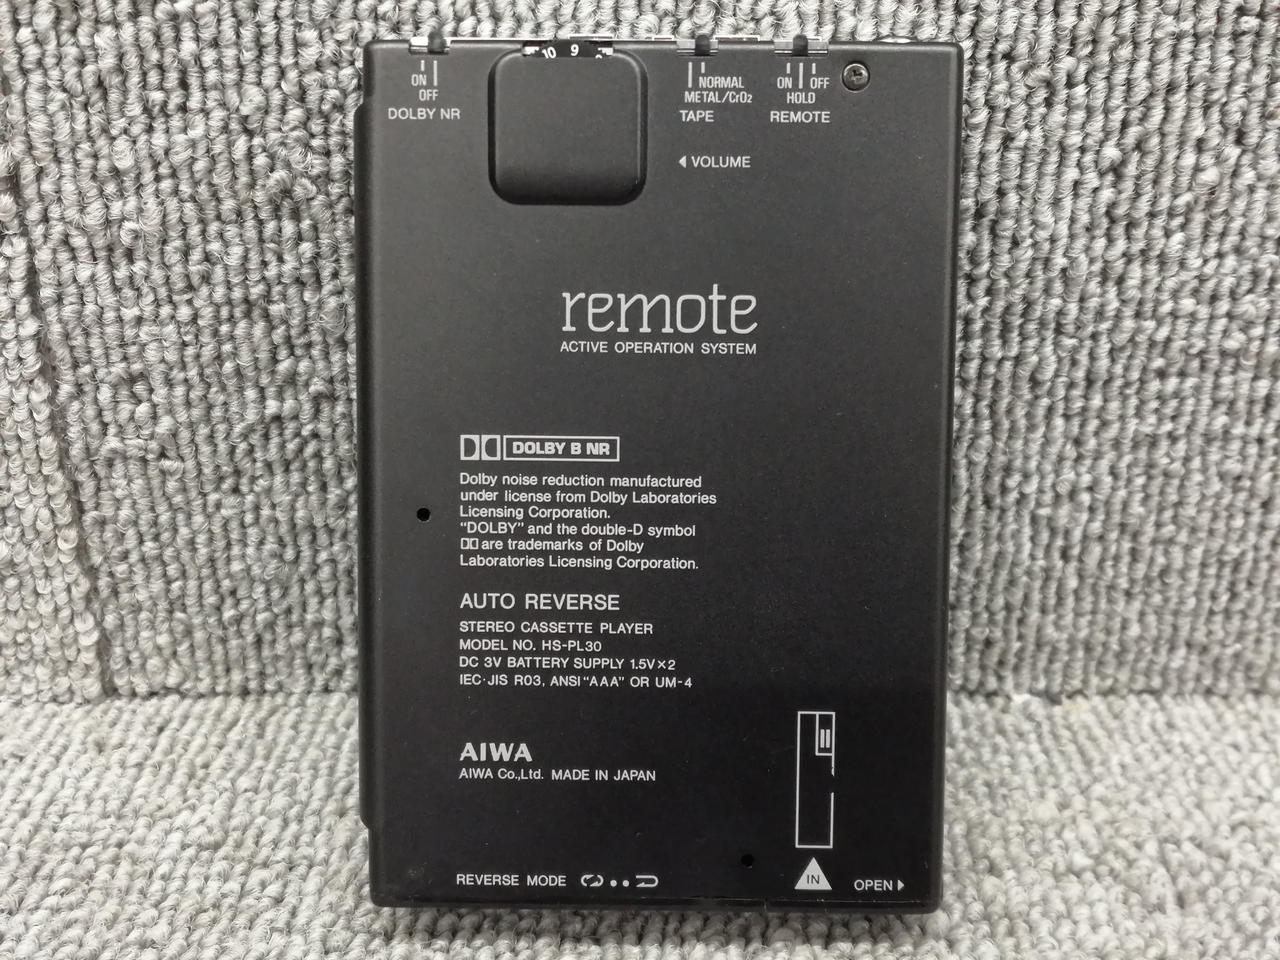 10 9
ON
OFF
DOLBY NR
NORMAL
METAL/CrO₂
TAPE
ON OFF
HOLD
REMOTE
◀ VOLUME
remote
ACTIVE OPERATION SYSTEM
DOLBY B NR
Dolby noise reduction manufactured
under license from Dolby Laboratories
Licensing Corporation.
"DOLBY" and the double-D symbol
are trademarks of Dolby
Laboratories Licensing Corporation.
AUTO REVERSE
STEREO CASSETTE PLAYER
MODEL NO. HS-PL30
DC 3V BATTERY SUPPLY 1.5V×2
IEC·JIS R03, ANSI "AAA" OR UM-4
AIWA
AIWA Co.,Ltd. MADE IN JAPAN
REVERSE MODE
IN
OPEN ▶